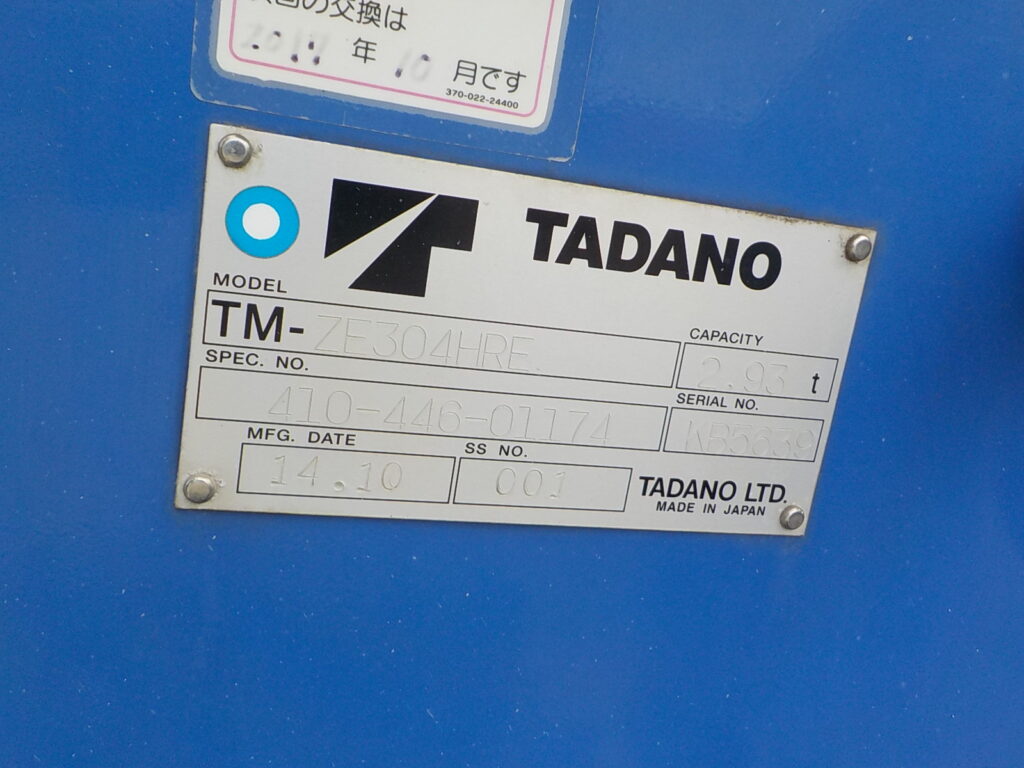 の交換は
年 10 月です
370-022-24400
TADANO
MODEL
TM-ZE304HRE
CAPACITY
2.93 t
SPEC. NO.
410-446-01174
SERIAL NO.
KB5639
MFG. DATE
14.10
SS NO.
001
TADANO LTD.
MADE IN JAPAN